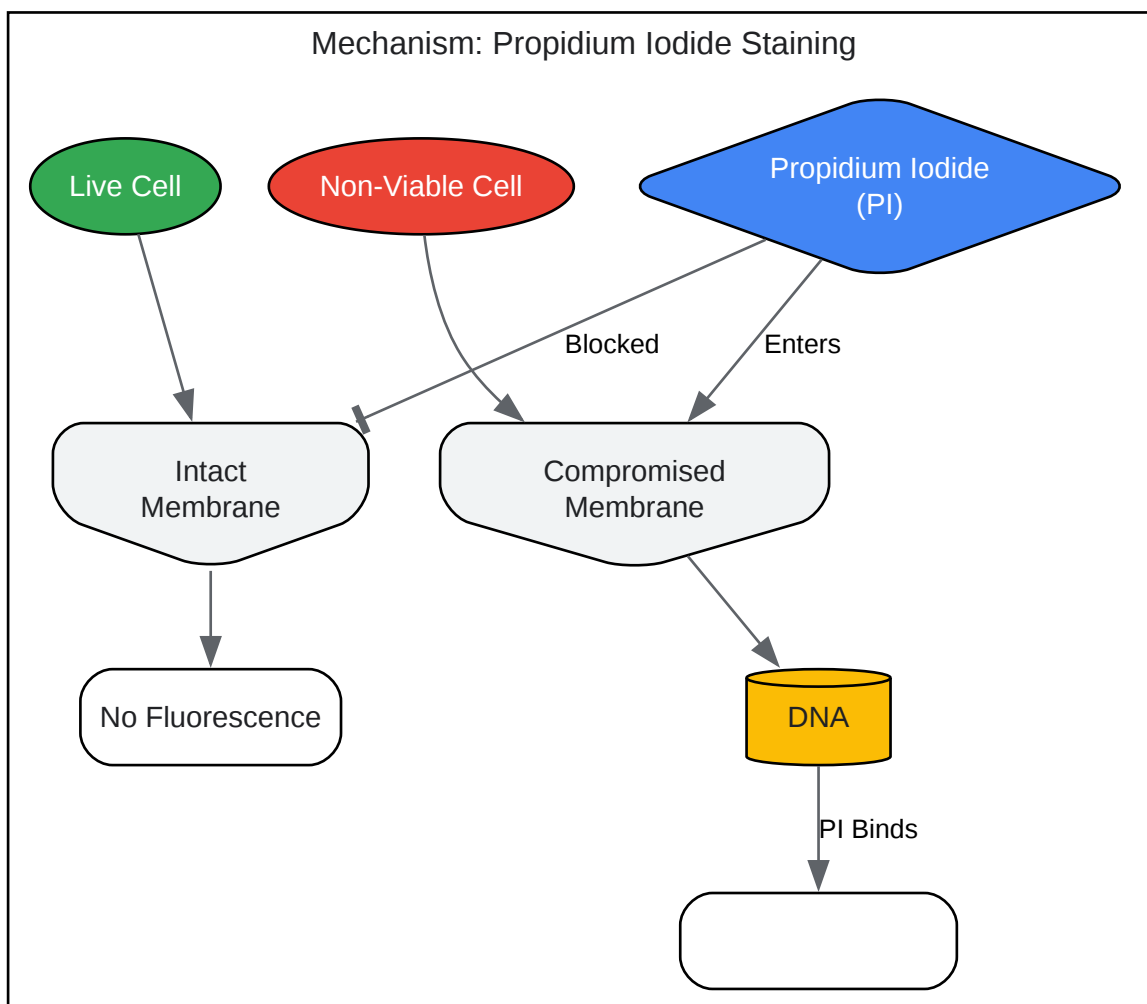 Mechanism: Propidium Iodide Staining
Live Cell
Non-Viable Cell
Propidium Iodide
(PI)
Blocked
Enters
Intact
Membrane
Compromised
Membrane
No Fluorescence
DNA
PI Binds